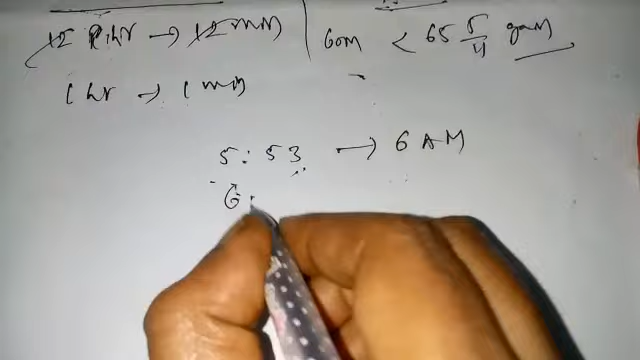 12 hr → 12 min
1 hr → 1 min
60m < 65 5/11 gain
5:53 → 6 AM
6: